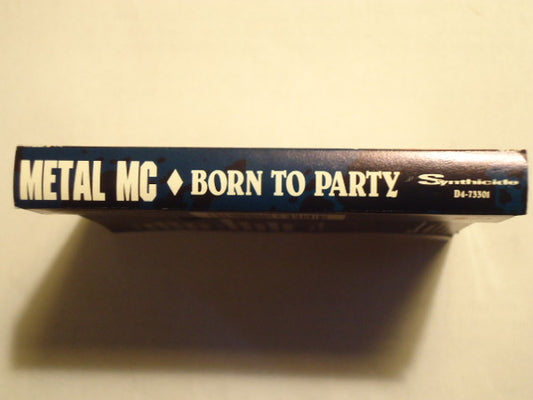 METAL MC ♦ BORN TO PARTY Synthicide
D4-73301